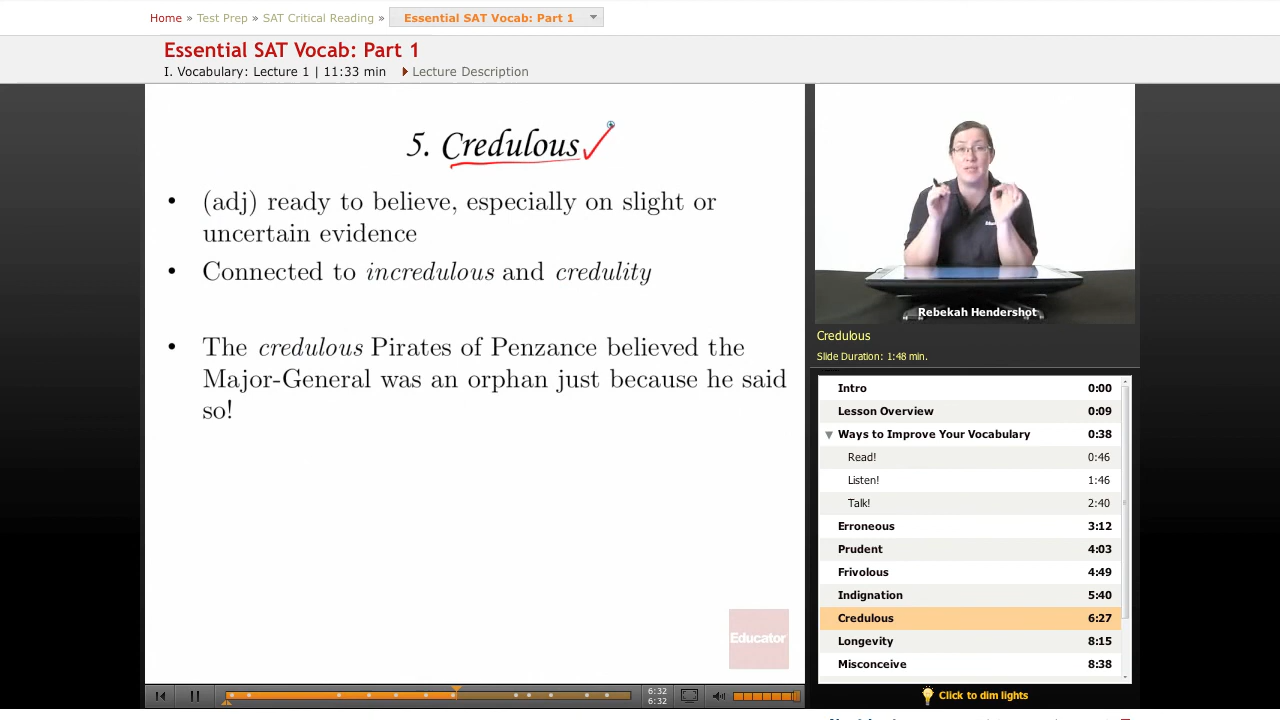 Home » Test Prep » SAT Critical Reading » Essential SAT Vocab: Part 1
Essential SAT Vocab: Part 1
I. Vocabulary: Lecture 1 | 11:33 min Lecture Description
5. Credulous
• (adj) ready to believe, especially on slight or
uncertain evidence
• Connected to incredulous and credulity
• The credulous Pirates of Penzance believed the
Major-General was an orphan just because he said
so!
Educator
Rebekah Hendershot
Credulous
Slide Duration: 1:48 min.
Intro 0:00
Lesson Overview 0:09
Ways to Improve Your Vocabulary 0:38
Read! 0:46
Listen! 1:46
Talk! 2:40
Erroneous 3:12
Prudent 4:03
Frivolous 4:49
Indignation 5:40
Credulous 6:27
Longevity 8:15
Misconceive 8:38
6:32
6:32
Click to dim lights